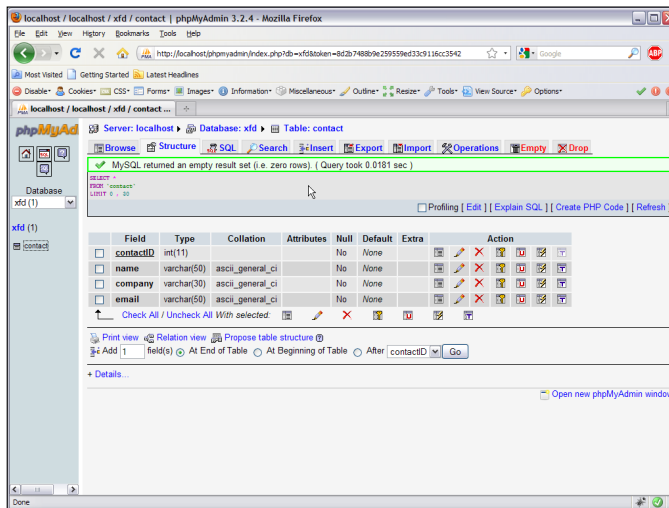 localhost / localhost / xfd / contact | phpMyAdmin 3.2.4 - Mozilla Firefox
File Edit View History Bookmarks Tools Help
http://localhost/phpmyadmin/index.php?db=xfd&token=8d2b7488b9e259559ed33c9116cc3542 Google ABP
Most Visited Getting Started Latest Headlines
Disable Cookies CSS Forms Images Information Miscellaneous Outline Resize Tools View Source Options
localhost / localhost / xfd / contact ...
phpMyAd
Server: localhost Database: xfd Table: contact
Browse Structure SQL Search Insert Export Import Operations Empty Drop
MySQL returned an empty result set (i.e. zero rows). ( Query took 0.0181 sec )
SELECT *
FROM `contact`
LIMIT 0 , 30
Profiling [ Edit ] [ Explain SQL ] [ Create PHP Code ] [ Refresh
Database
xfd (1)
xfd (1)
contact
Field Type Collation Attributes Null Default Extra Action
contactID int(11) No None
name varchar(50) ascii_general_ci No None
company varchar(30) ascii_general_ci No None
email varchar(50) ascii_general_ci No None
Check All / Uncheck All With selected:
Print view Relation view Propose table structure
Add 1 field(s) At End of Table At Beginning of Table After contactID Go
+ Details...
Open new phpMyAdmin window
Done